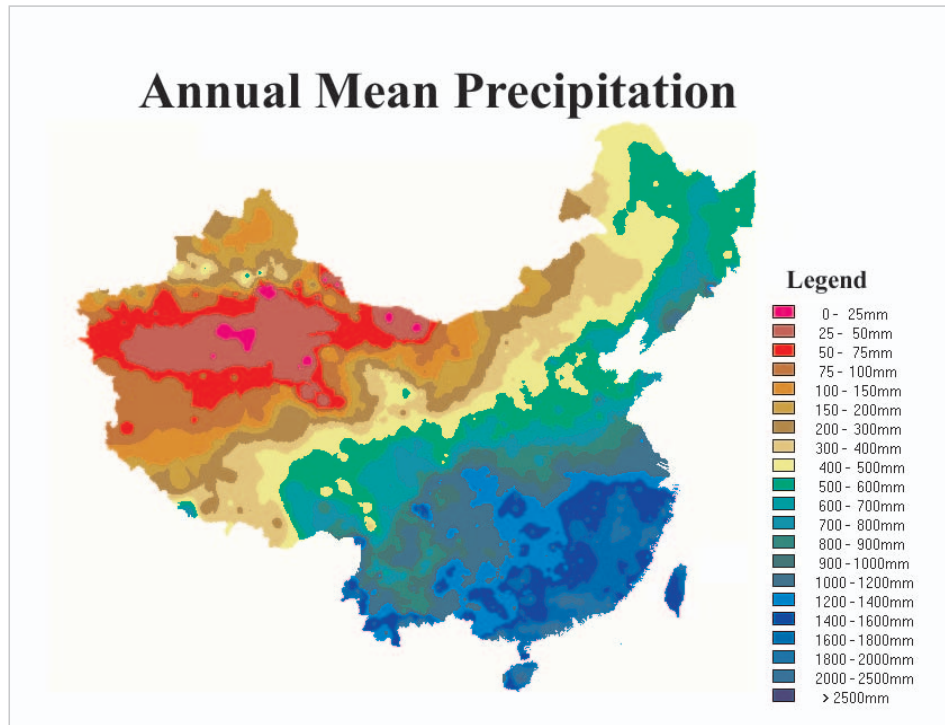 Annual Mean Precipitation
Legend
0 - 25mm
25 - 50mm
50 - 75mm
75 - 100mm
100 - 150mm
150 - 200mm
200 - 300mm
300 - 400mm
400 - 500mm
500 - 600mm
600 - 700mm
700 - 800mm
800 - 900mm
900 - 1000mm
1000 - 1200mm
1200 - 1400mm
1400 - 1600mm
1600 - 1800mm
1800 - 2000mm
2000 - 2500mm
> 2500mm